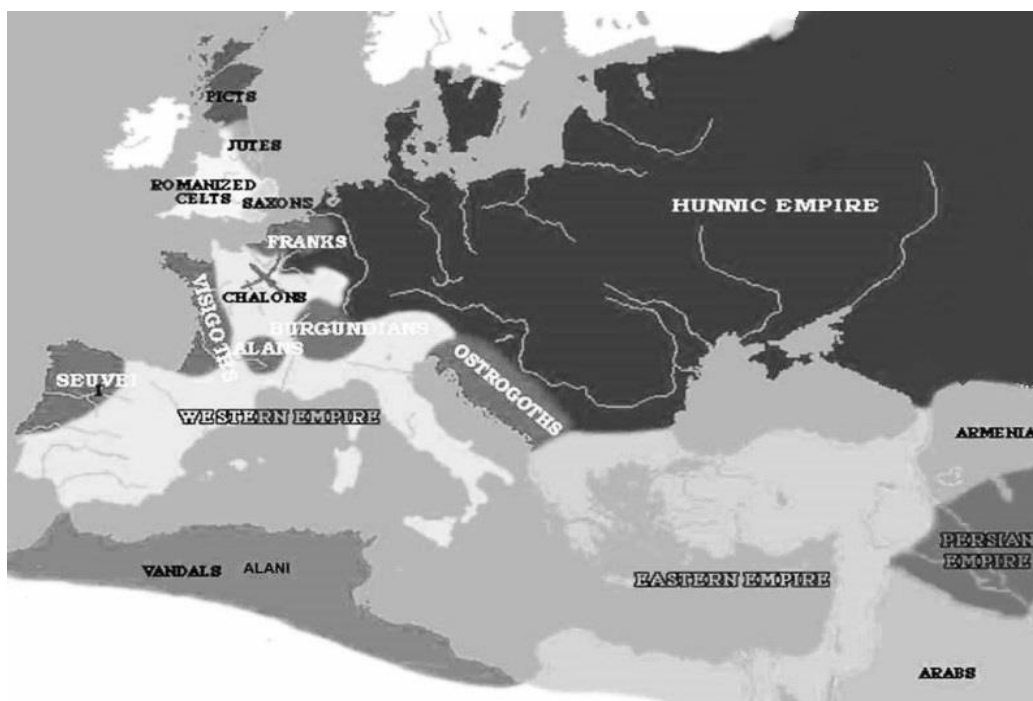 PICTS
JUTES
ROMANIZED
CELTS
SAXONS
HUNNIC EMPIRE
FRANKS
VISIGOTHS
CHALONS
BURGUNDIANS
ALANS
OSTROGOTHS
SEUVEI
WESTERN EMPIRE
ARMENIA
PERSIAN
EMPIRE
VANDALS ALANI
EASTERN EMPIRE
ARABS